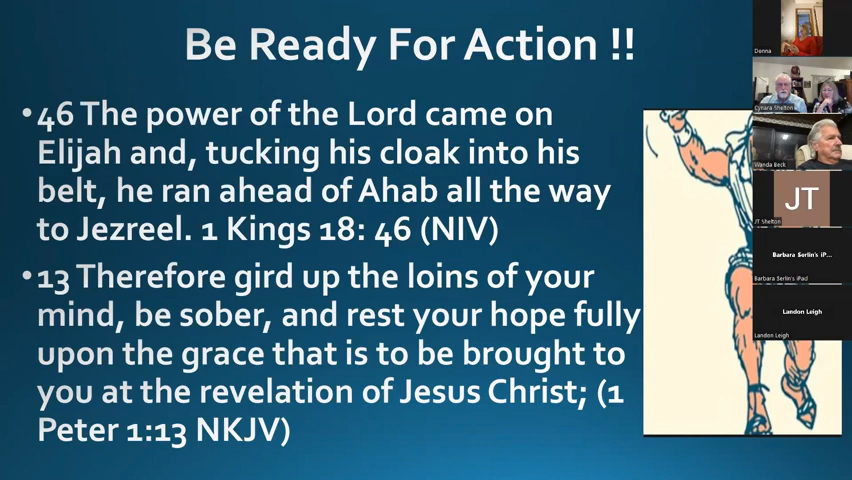 Be Ready For Action !!
•46 The power of the Lord came on
Elijah and, tucking his cloak into his
belt, he ran ahead of Ahab all the way
to Jezreel. 1 Kings 18: 46 (NIV)
•13 Therefore gird up the loins of your
mind, be sober, and rest your hope fully
upon the grace that is to be brought to
you at the revelation of Jesus Christ; (1
Peter 1:13 NKJV)
Donna
Cynara Shelton
Wanda Beck
JT
JT Shelton
Barbara Serlin's iP...
Barbara Serlin's iPad
Landon Leigh
Landon Leigh